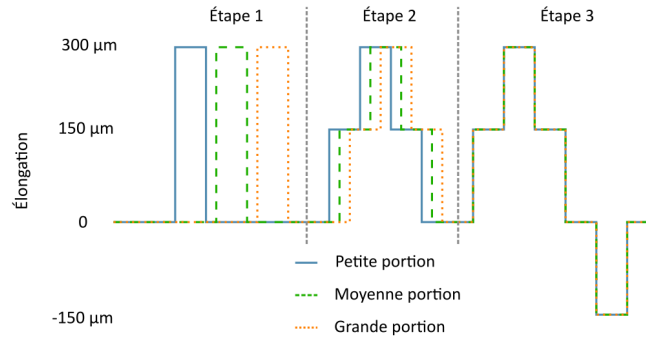 Étape 1
Étape 2
Étape 3
300 µm
150 µm
0
-150 µm
Élongation
Petite portion
Moyenne portion
Grande portion